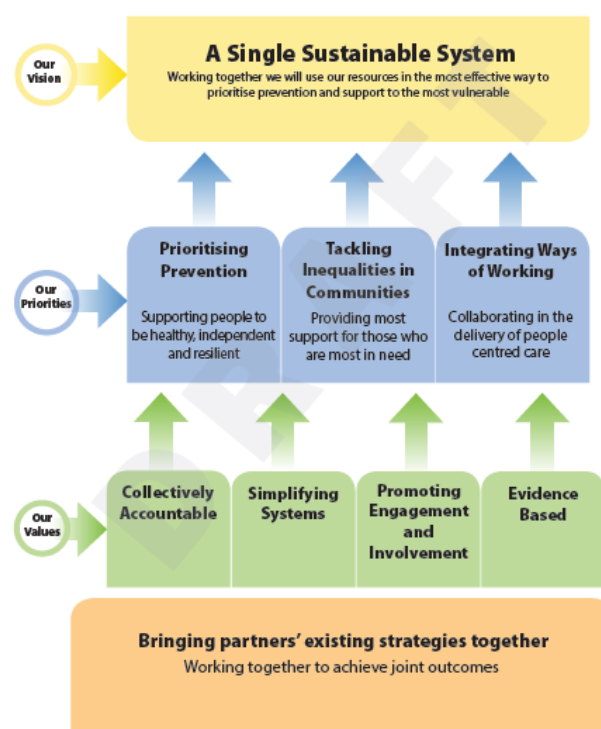 Our
Vision
A Single Sustainable System
Working together we will use our resources in the most effective way to
prioritise prevention and support to the most vulnerable
Our
Priorities
Prioritising
Prevention
Supporting people to
be healthy, independent
and resilient
Tackling
Inequalities in
Communities
Providing most
support for those who
are most in need
Integrating Ways
of Working
Collaborating in the
delivery of people
centred care
Our
Values
Collectively
Accountable
Simplifying
Systems
Promoting
Engagement
and
Involvement
Evidence
Based
Bringing partners' existing strategies together
Working together to achieve joint outcomes
DRAFT